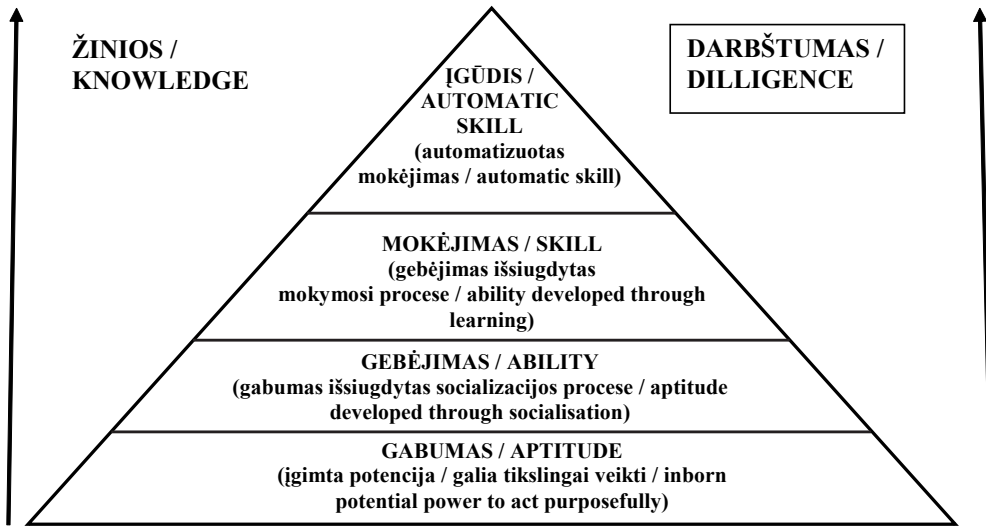 ŽINIOS /
KNOWLEDGE
DARBŠTUMAS /
DILLIGENCE
ĮGŪDIS /
AUTOMATIC
SKILL
(automatizuotas
mokėjimas / automatic skill)
MOKĖJIMAS / SKILL
(gebėjimas išsiugdytas
mokymosi procese / ability developed through
learning)
GEBĖJIMAS / ABILITY
(gabumas išsiugdytas socializacijos procese / aptitude
developed through socialisation)
GABUMAS / APTITUDE
(įgimta potencija / galia tikslingai veikti / inborn
potential power to act purposefully)